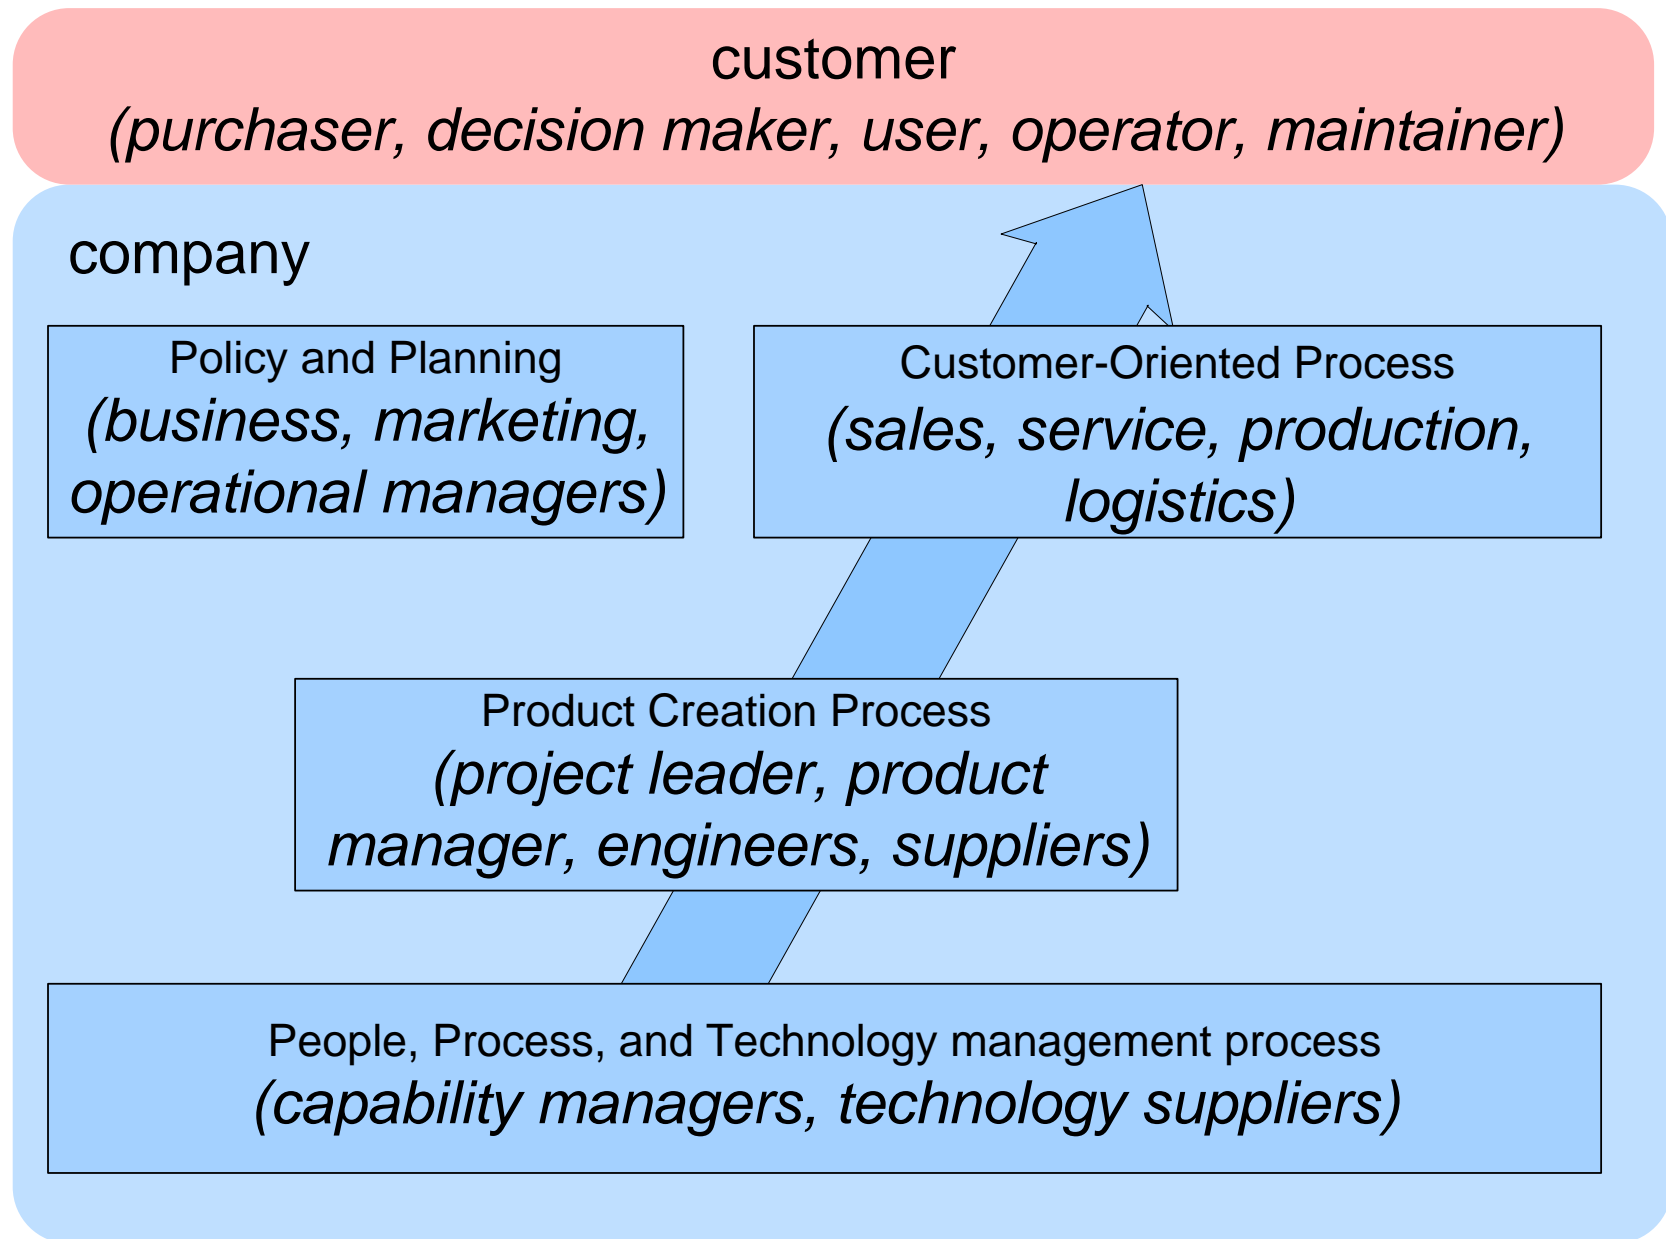 customer
(purchaser, decision maker, user, operator, maintainer)
company
Policy and Planning
(business, marketing,
operational managers)
Customer-Oriented Process
(sales, service, production,
logistics)
Product Creation Process
(project leader, product
manager, engineers, suppliers)
People, Process, and Technology management process
(capability managers, technology suppliers)